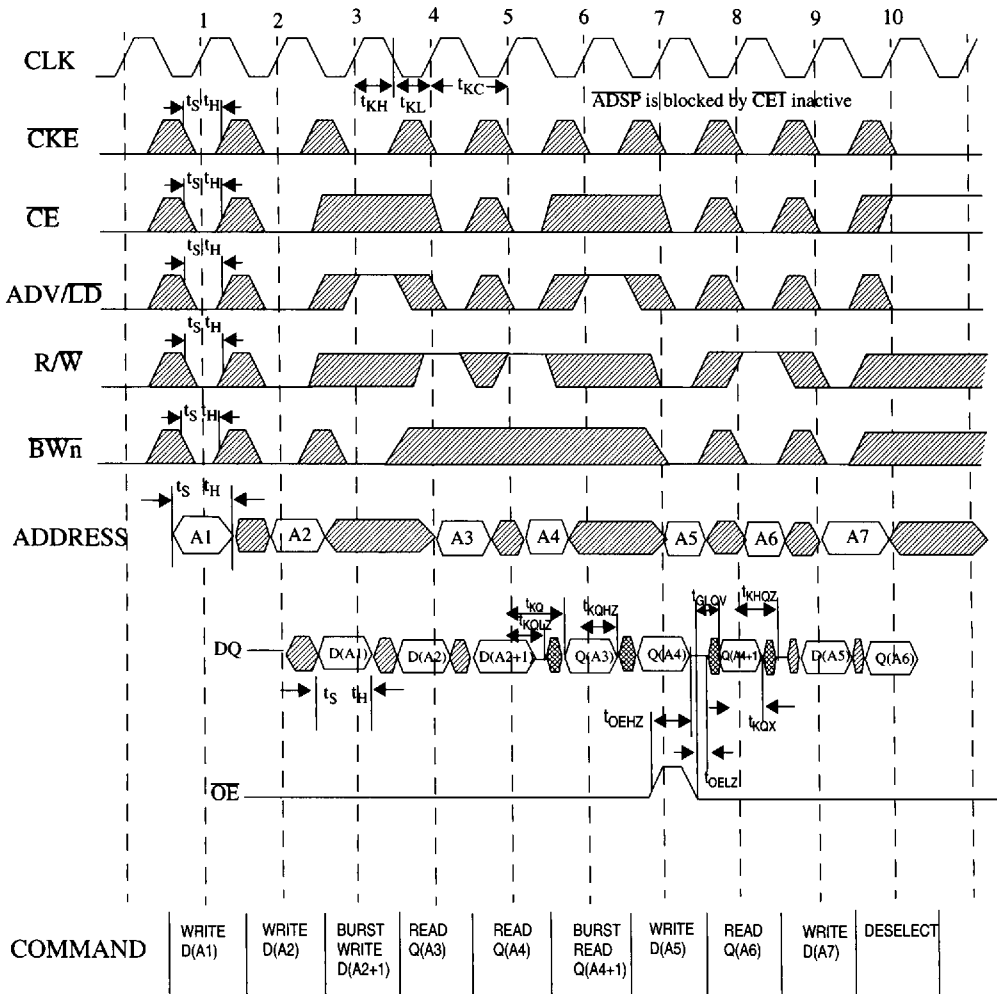 1 2 3 4 5 6 7 8 9 10
CLK
tKH tKL tKC
ADSP is blocked by CE1 inactive
CKE
tS tH
CE
tS tH
ADV/LD
tS tH
R/W
tS tH
BWn
tS tH
ADDRESS
tS tH
A1 A2 A3 A4 A5 A6 A7
tKQ tKQHZ tGLQV tKHQZ
tKQLZ
DQ
D(A1) D(A2) D(A2+1) Q(A3) Q(A4) Q(A4+1) D(A5) Q(A6)
tS tH
tOEHZ tKQX
tOELZ
OE
COMMAND
WRITE D(A1)
WRITE D(A2)
BURST WRITE D(A2+1)
READ Q(A3)
READ Q(A4)
BURST READ Q(A4+1)
WRITE D(A5)
READ Q(A6)
WRITE D(A7)
DESELECT